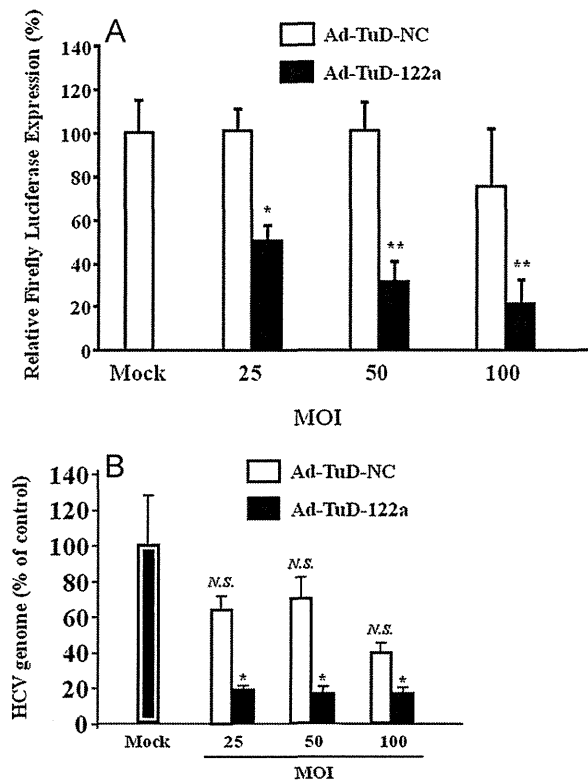 A
Ad-TuD-NC
Ad-TuD-122a
Relative Firefly Luciferase Expression (%)
140
120
100
80
60
40
20
0
*
**
**
Mock 25 50 100
MOI
B
Ad-TuD-NC
Ad-TuD-122a
HCV genome (% of control)
140
120
100
80
60
40
20
0
N.S. N.S. N.S.
* * *
Mock 25 50 100
MOI